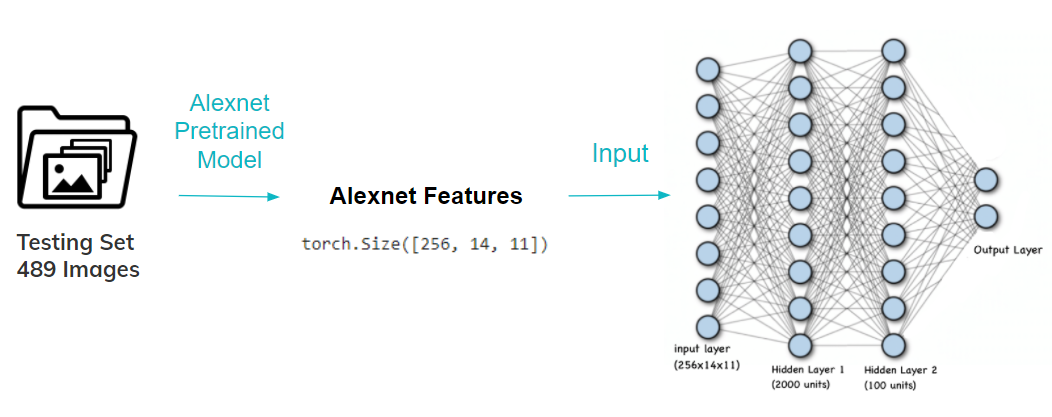 Alexnet
Pretrained
Model
Testing Set
489 Images
Alexnet Features
torch.Size([256, 14, 11])
Input
input layer
(256x14x11)
Hidden Layer 1
(2000 units)
Hidden Layer 2
(100 units)
Output Layer